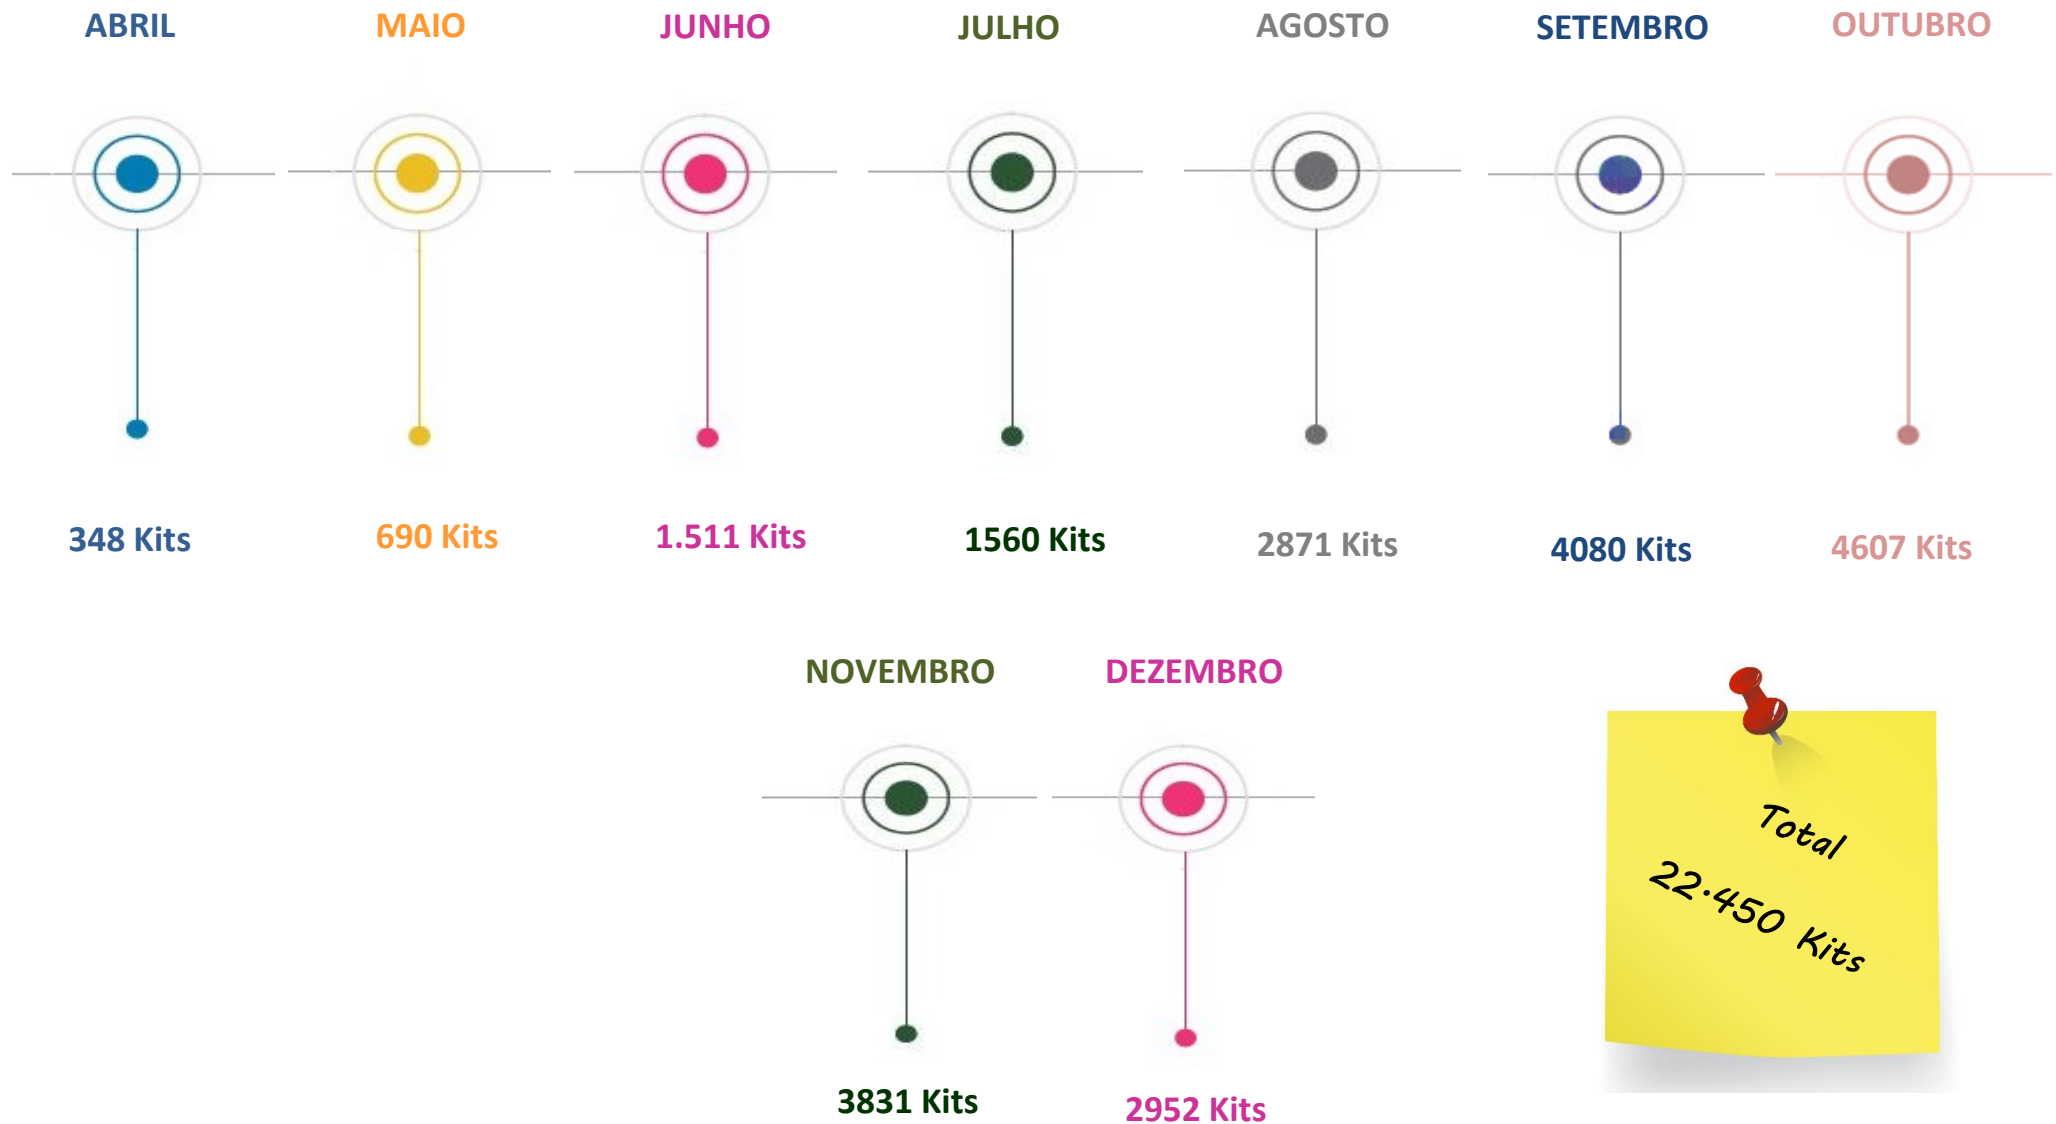 ABRIL
MAIO
JUNHO
JULHO
AGOSTO
SETEMBRO
OUTUBRO
348 Kits
690 Kits
1.511 Kits
1560 Kits
2871 Kits
4080 Kits
4607 Kits
NOVEMBRO
DEZEMBRO
3831 Kits
2952 Kits
Total
22.450 Kits